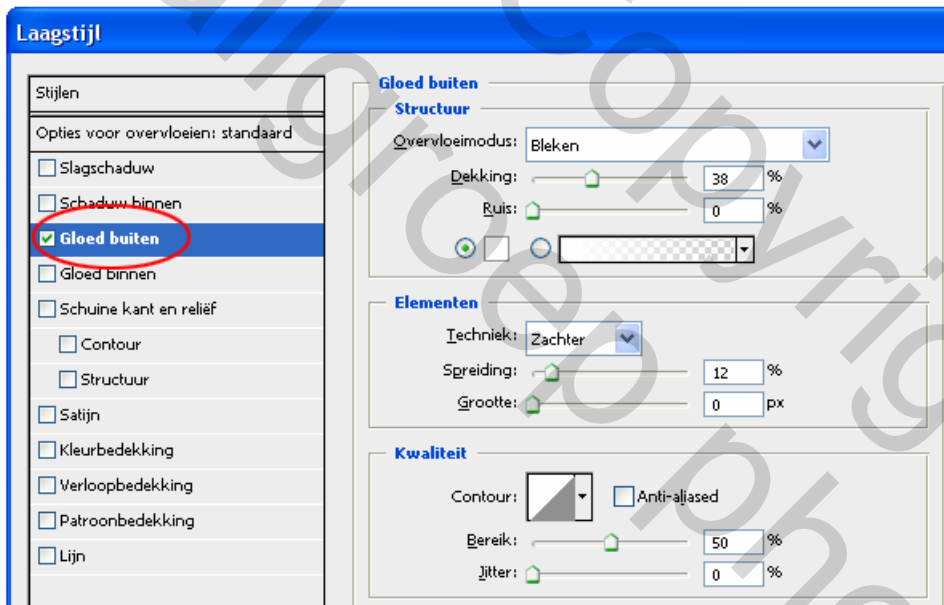 Laagstijl
Stijlen
Opties voor overvloeien: standaard
Slagschaduw
Schaduw binnen
Gloed buiten
Gloed binnen
Schuine kant en reliëf
Contour
Structuur
Satijn
Kleurbedekking
Verloopbedekking
Patroonbedekking
Lijn
Gloed buiten
Structuur
Overvloeimodus: Bleken
Dekking: 38 %
Ruis: 0 %
Elementen
Techniek: Zachter
Spreiding: 12 %
Grootte: 0 px
Kwaliteit
Contour: Anti-aliased
Bereik: 50 %
Jitter: 0 %